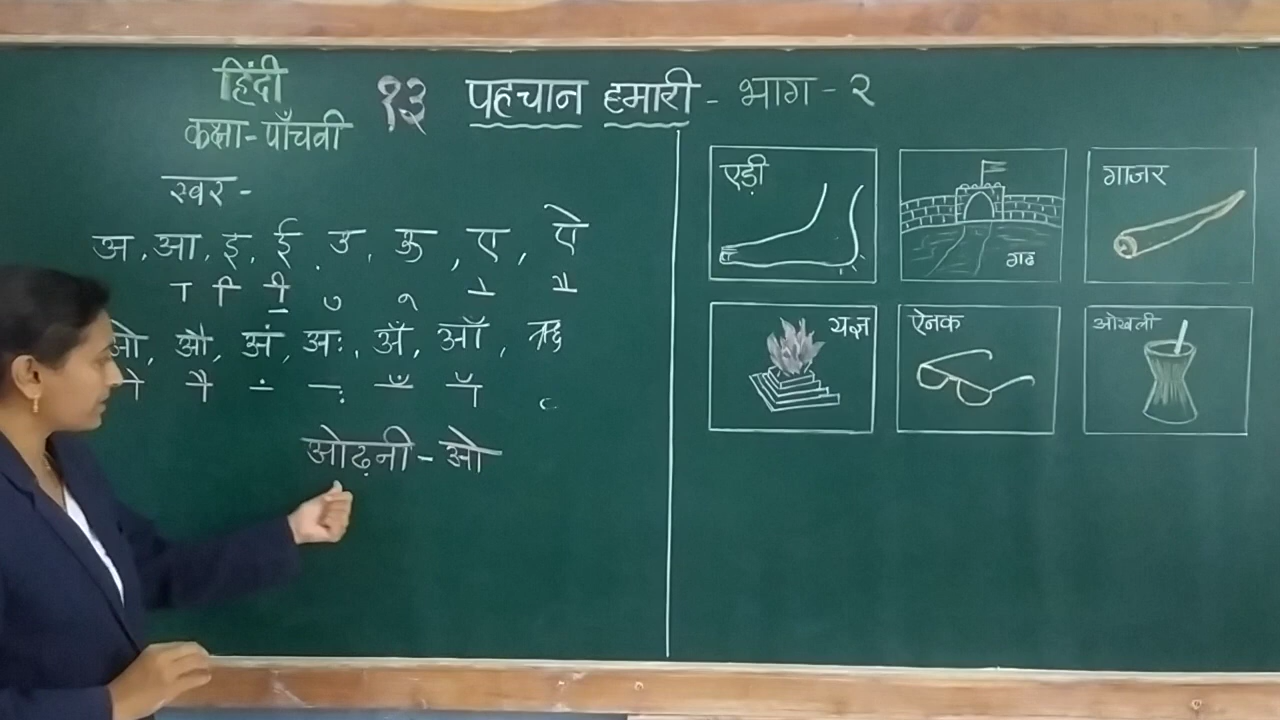 हिंदी
कक्षा - पाँचवी
१३ पहचान हमारी - भाग - २
स्वर -
अ, आ, इ, ई, उ, ऊ, ए, ऐ
ा ि ी ु ू े ै
ओ, औ, अं, अः, अँ, ऑ, ऋ
ो ौ ं ः ँ ॉ ृ
ओढ़नी - ओ
एड़ी
गढ
गाजर
यज्ञ
ऐनक
ओखली